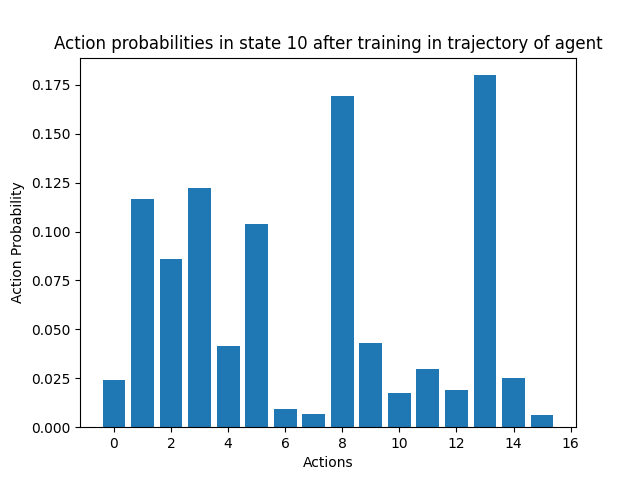 Action probabilities in state 10 after training in trajectory of agent
0.175
0.150
0.125
0.100
0.075
0.050
0.025
0.000
Action Probability
0 2 4 6 8 10 12 14 16
Actions